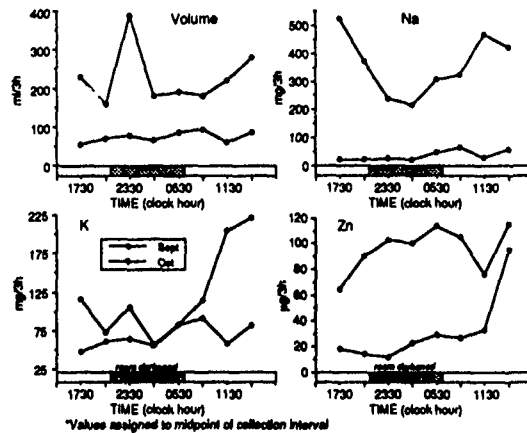 Volume
ml/3h
400
300
200
100
0
1730 2330 0530 1130
TIME (clock hour)
Na
mg/3h
500
400
300
200
100
0
1730 2330 0530 1130
TIME (clock hour)
K
mg/3h
225
175
125
75
25
Sept
Oct
room darkened
1730 2330 0530 1130
TIME (clock hour)
Zn
µg/3h
120
100
80
60
40
20
0
room darkened
1730 2330 0530 1130
TIME (clock hour)
*Values assigned to midpoint of collection interval